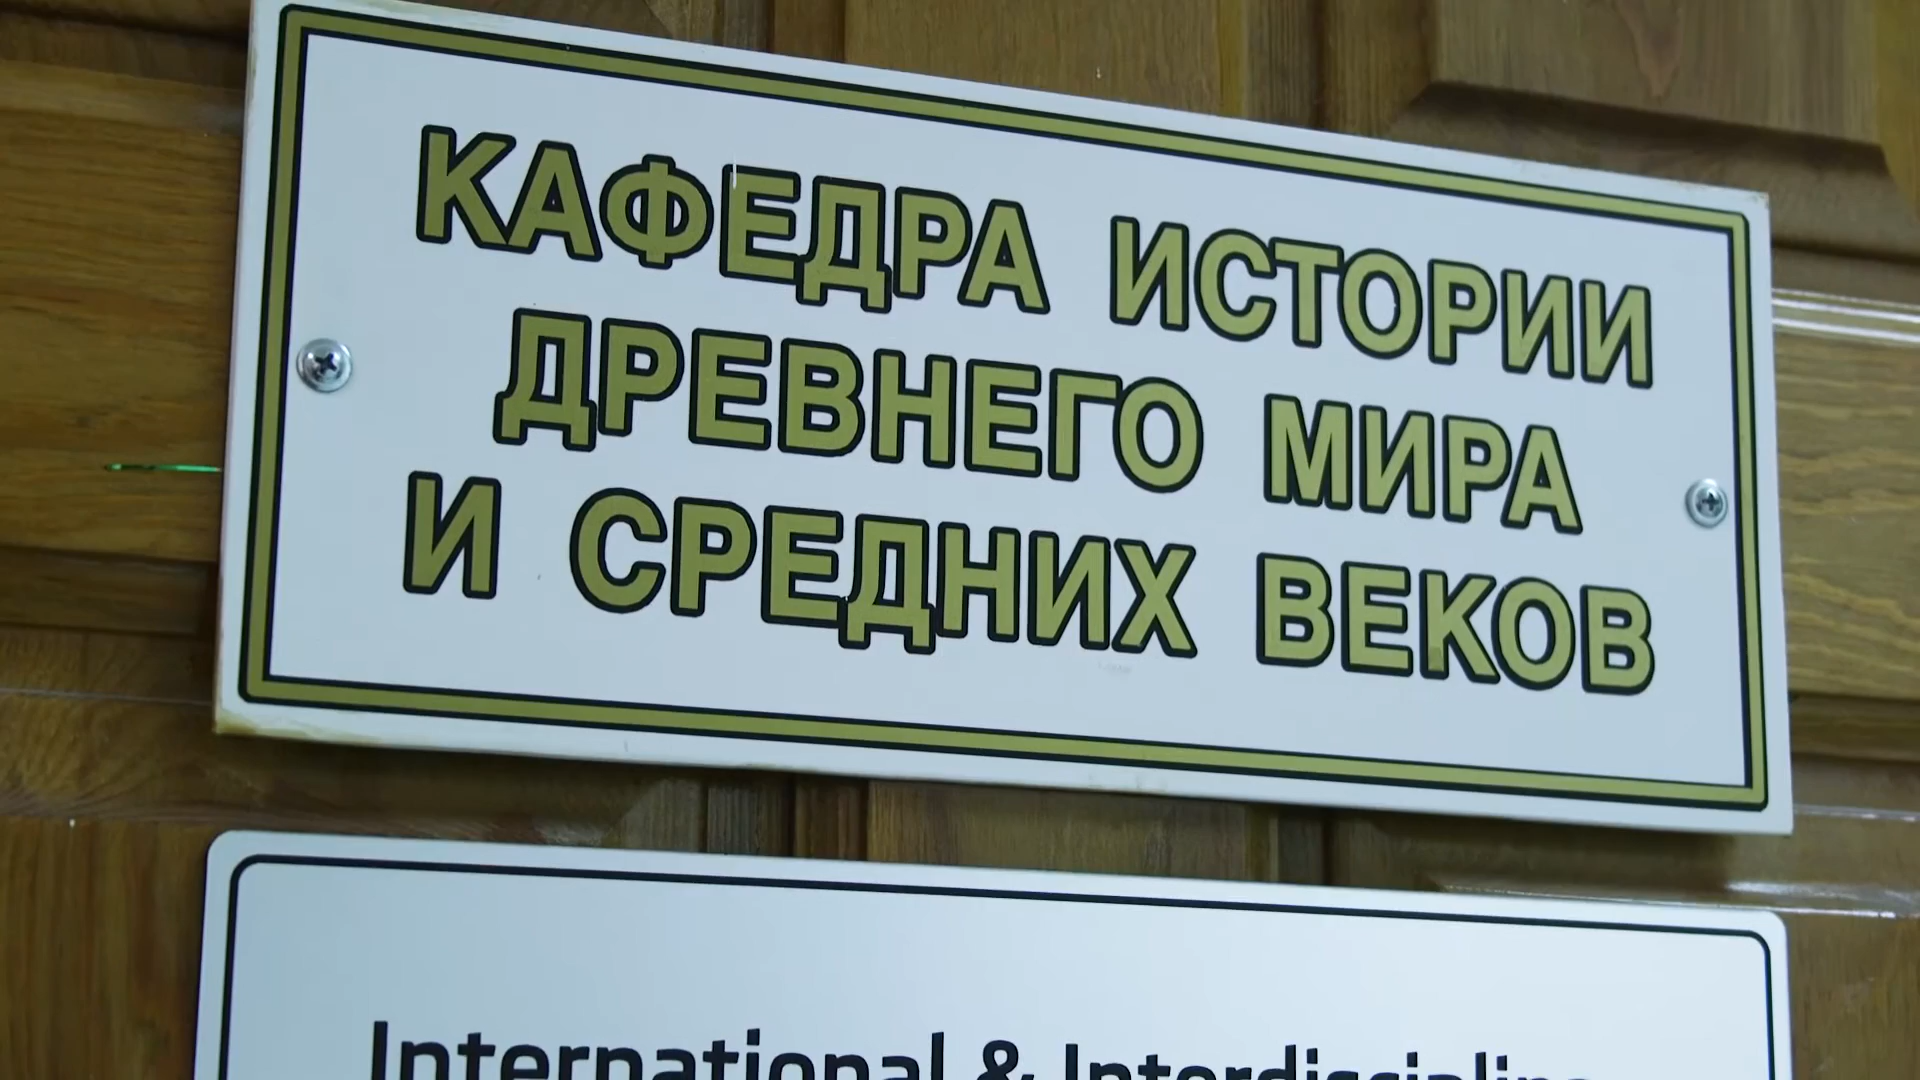 КАФЕДРА ИСТОРИИ
ДРЕВНЕГО МИРА
И СРЕДНИХ ВЕКОВ
International &